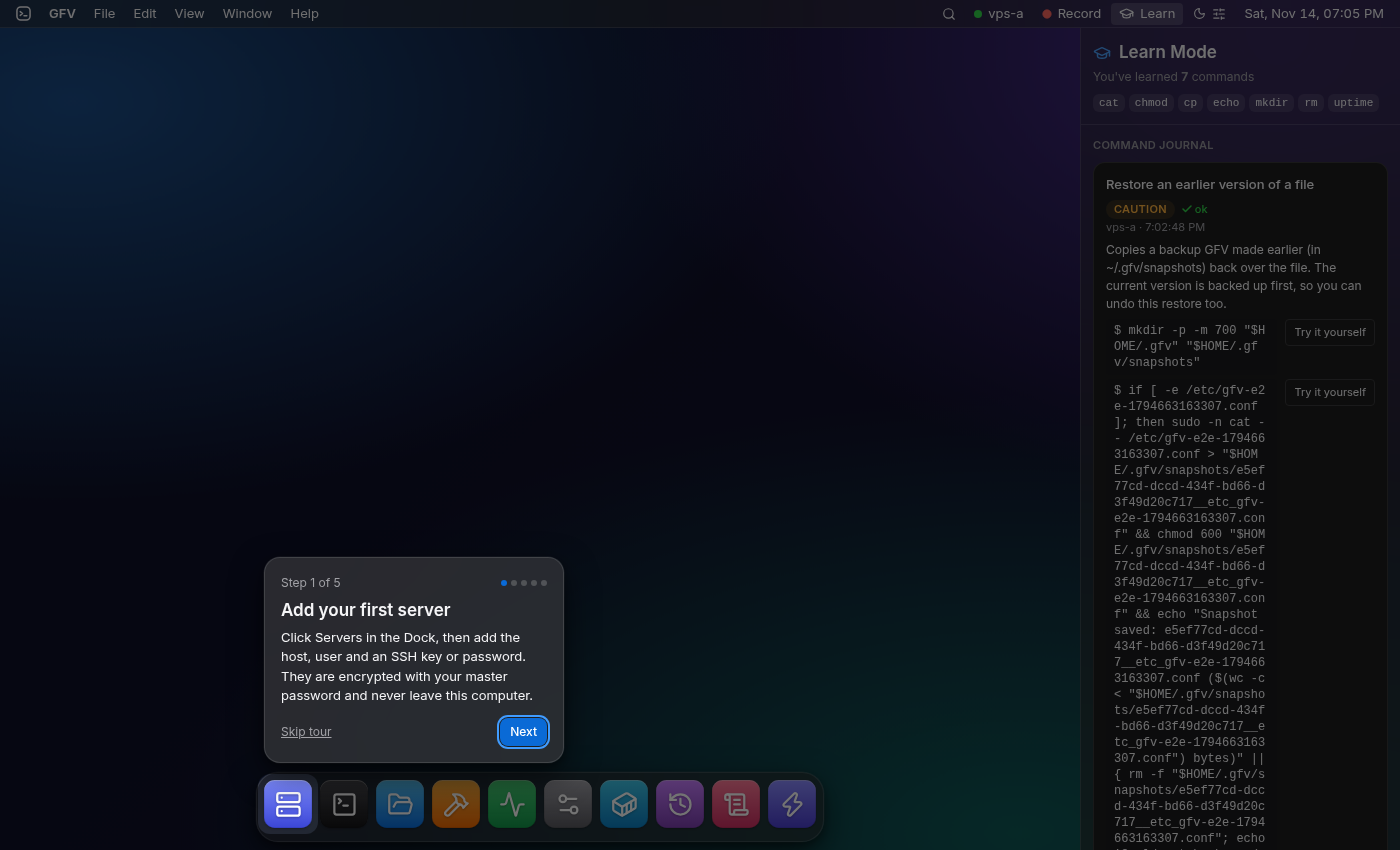 GFV File Edit View Window Help
vps-a Record Learn Sat, Nov 14, 07:05 PM
Learn Mode
You've learned 7 commands
cat chmod cp echo mkdir rm uptime
COMMAND JOURNAL
Restore an earlier version of a file
CAUTION ok
vps-a · 7:02:48 PM
Copies a backup GFV made earlier (in
~/.gfv/snapshots) back over the file. The
current version is backed up first, so you can
undo this restore too.
$ mkdir -p -m 700 "$H
OME/.gfv" "$HOME/.gf
v/snapshots"
Try it yourself
$ if [ -e /etc/gfv-e2
e-1794663163307.conf
]; then sudo -n cat -
- /etc/gfv-e2e-179466
3163307.conf > "$HOM
E/.gfv/snapshots/e5ef
77cd-dccd-434f-bd66-d
3f49d20c717__etc_gfv-
e2e-1794663163307.con
f" && chmod 600 "$HOM
E/.gfv/snapshots/e5ef
77cd-dccd-434f-bd66-d
3f49d20c717__etc_gfv-
e2e-1794663163307.con
f" && echo "Snapshot
saved: e5ef77cd-dccd-
434f-bd66-d3f49d20c71
7__etc_gfv-e2e-179466
3163307.conf ($(wc -c
< "$HOME/.gfv/snapsho
ts/e5ef77cd-dccd-434f
-bd66-d3f49d20c717__e
tc_gfv-e2e-1794663163
307.conf") bytes)" ||
{ rm -f "$HOME/.gfv/s
napshots/e5ef77cd-dcc
d-434f-bd66-d3f49d20c
717__etc_gfv-e2e-1794
663163307.conf"; echo
Try it yourself
Step 1 of 5
Add your first server
Click Servers in the Dock, then add the
host, user and an SSH key or password.
They are encrypted with your master
password and never leave this computer.
Skip tour Next